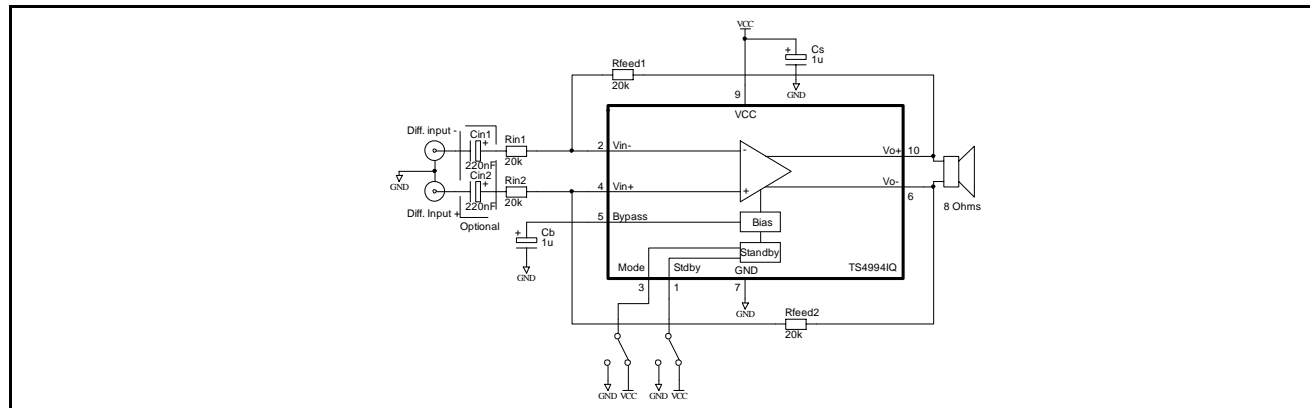 VCC
+
Cs
1u
GND
Rfeed1
20k
9
VCC
Diff. input -
Cin1
+
220nF
Rin1
20k
2
Vin-
-
Vo+
10
GND
Cin2
+
220nF
Rin2
20k
4
Vin+
+
Vo-
6
Diff. Input +
Optional
8 Ohms
5
Bypass
Bias
+
Cb
1u
GND
Standby
Mode
Stdby
GND
TS4994IQ
3
1
7
GND
Rfeed2
20k
GND
VCC
GND
VCC